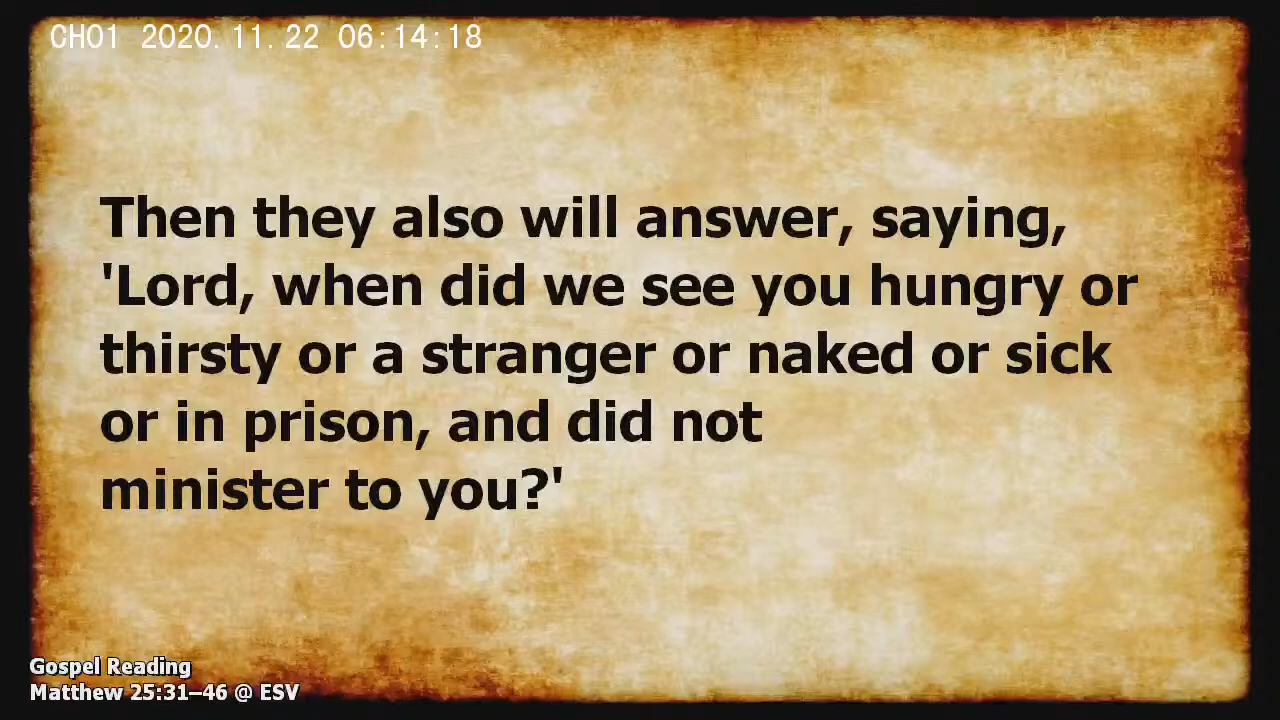 CH01 2020.11.22 06:14:18
Then they also will answer, saying,
'Lord, when did we see you hungry or
thirsty or a stranger or naked or sick
or in prison, and did not
minister to you?'
Gospel Reading
Matthew 25:31–46 @ ESV